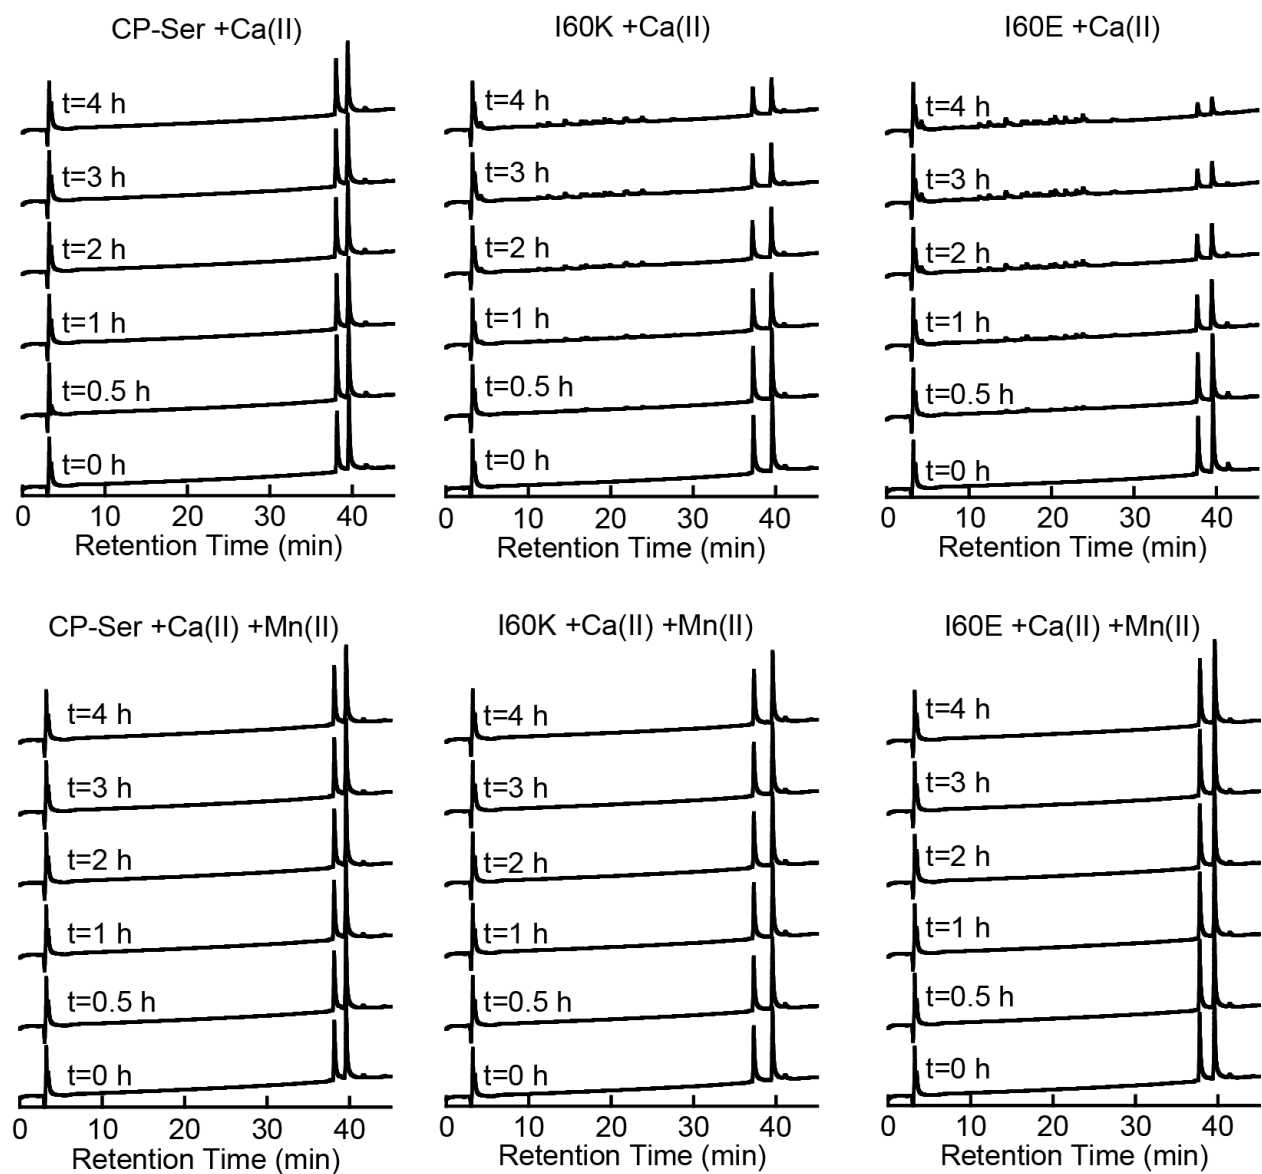 CP-Ser +Ca(II)
t=4 h
t=3 h
t=2 h
t=1 h
t=0.5 h
t=0 h
0 10 20 30 40
Retention Time (min)
I60K +Ca(II)
t=4 h
t=3 h
t=2 h
t=1 h
t=0.5 h
t=0 h
0 10 20 30 40
Retention Time (min)
I60E +Ca(II)
t=4 h
t=3 h
t=2 h
t=1 h
t=0.5 h
t=0 h
0 10 20 30 40
Retention Time (min)
CP-Ser +Ca(II) +Mn(II)
t=4 h
t=3 h
t=2 h
t=1 h
t=0.5 h
t=0 h
0 10 20 30 40
Retention Time (min)
I60K +Ca(II) +Mn(II)
t=4 h
t=3 h
t=2 h
t=1 h
t=0.5 h
t=0 h
0 10 20 30 40
Retention Time (min)
I60E +Ca(II) +Mn(II)
t=4 h
t=3 h
t=2 h
t=1 h
t=0.5 h
t=0 h
0 10 20 30 40
Retention Time (min)